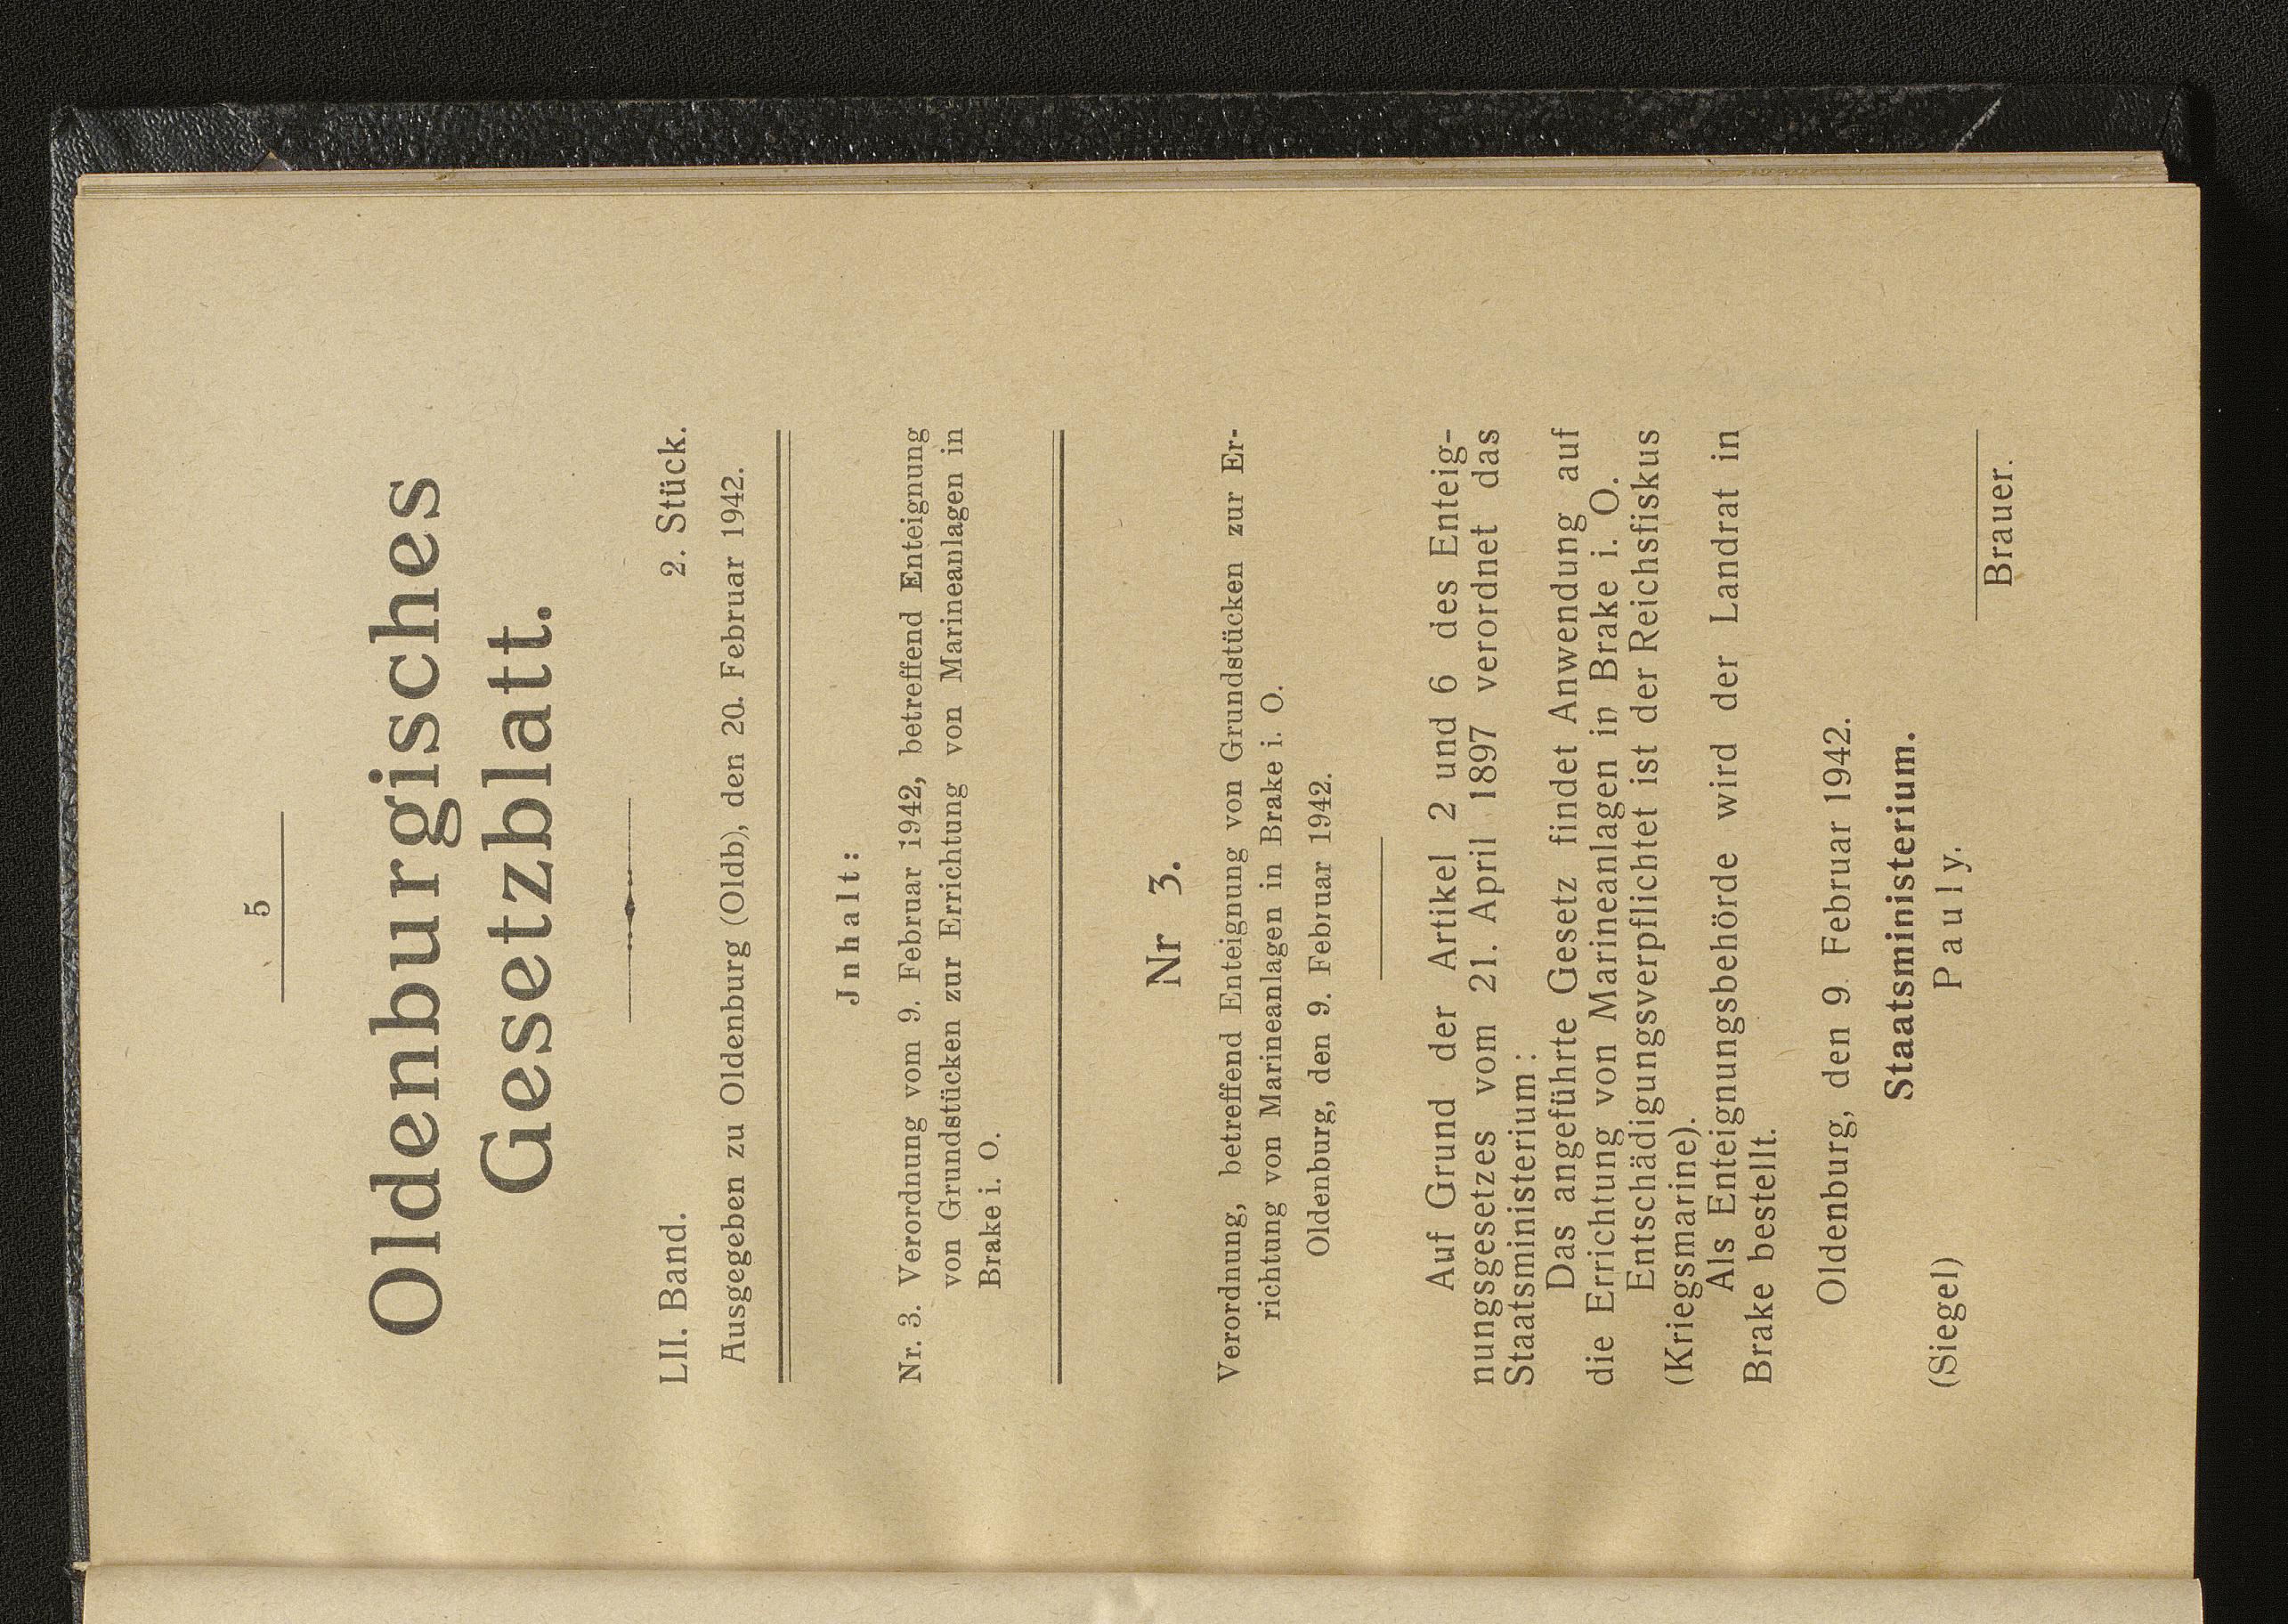 5
Oldenburgisches
Gesetzblatt.
LII. Band. 2. Stück.
Ausgegeben zu Oldenburg (Oldb), den 20. Februar 1942.
Jnhalt:
Nr. 3. Verordnung vom 9. Februar 1942, betreffend Enteignung
von Grundstücken zur Errichtung von Marineanlagen in
Brake i. O.
Nr 3.
Verordnung, betreffend Enteignung von Grundstücken zur Er-
richtung von Marineanlagen in Brake i. O.
Oldenburg, den 9. Februar 1942.
Auf Grund der Artikel 2 und 6 des Enteig-
nungsgesetzes vom 21. April 1897 verordnet das
Staatsministerium:
Das angeführte Gesetz findet Anwendung auf
die Errichtung von Marineanlagen in Brake i. O.
Entschädigungsverpflichtet ist der Reichsfiskus
(Kriegsmarine).
Als Enteignungsbehörde wird der Landrat in
Brake bestellt.
Oldenburg, den 9. Februar 1942.
Staatsministerium.
(Siegel) Pauly.
Brauer.